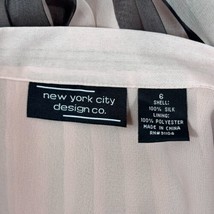 new york city
design co.
6
SHELL:
100% SILK
LINING:
100% POLYESTER
MADE IN CHINA